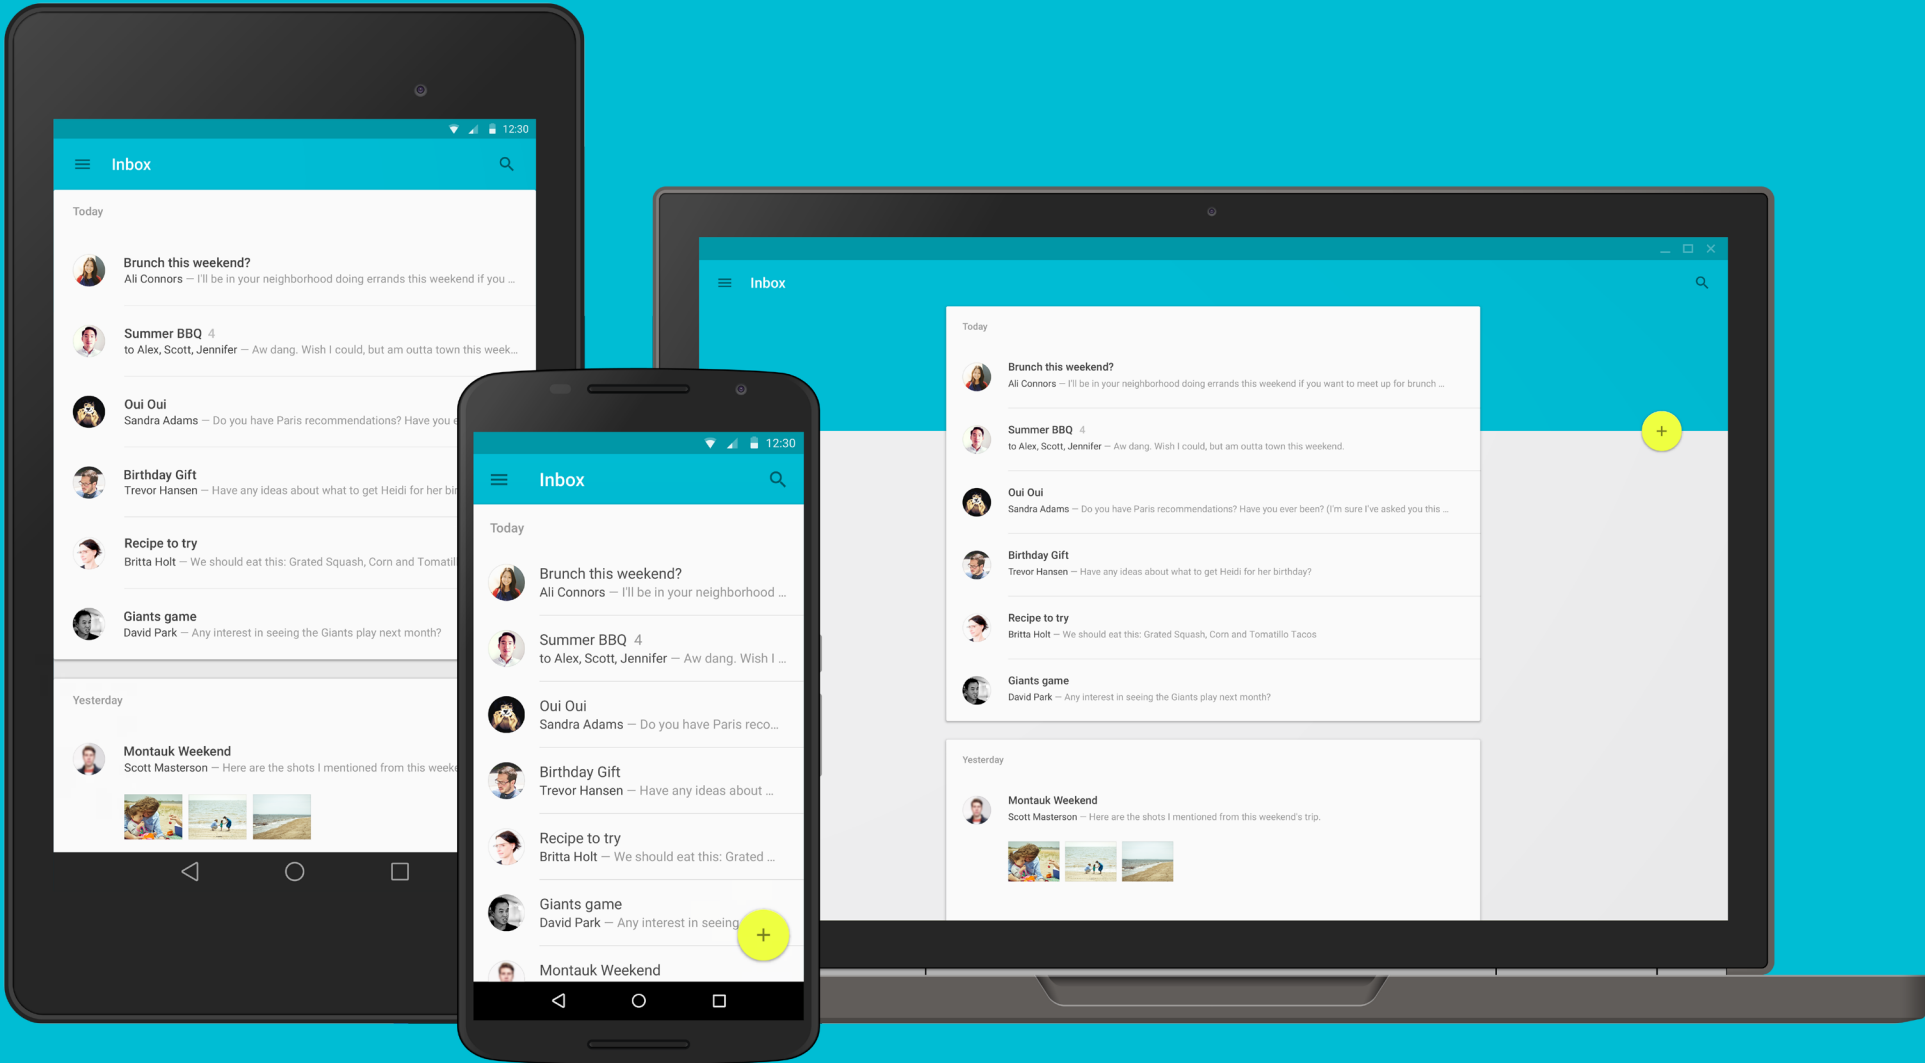 12:30
Inbox
Today
Brunch this weekend?
Ali Connors — I'll be in your neighborhood doing errands this weekend if you ...
Summer BBQ 4
to Alex, Scott, Jennifer — Aw dang. Wish I could, but am outta town this week...
Oui Oui
Sandra Adams — Do you have Paris recommendations? Have you e
Birthday Gift
Trevor Hansen — Have any ideas about what to get Heidi for her bir
Recipe to try
Britta Holt — We should eat this: Grated Squash, Corn and Tomatil
Giants game
David Park — Any interest in seeing the Giants play next month?
Yesterday
Montauk Weekend
Scott Masterson — Here are the shots I mentioned from this weeke
12:30
Inbox
Today
Brunch this weekend?
Ali Connors — I'll be in your neighborhood ...
Summer BBQ 4
to Alex, Scott, Jennifer — Aw dang. Wish I ...
Oui Oui
Sandra Adams — Do you have Paris reco...
Birthday Gift
Trevor Hansen — Have any ideas about ...
Recipe to try
Britta Holt — We should eat this: Grated ...
Giants game
David Park — Any interest in seeing
Montauk Weekend
Inbox
Today
Brunch this weekend?
Ali Connors — I'll be in your neighborhood doing errands this weekend if you want to meet up for brunch ...
Summer BBQ 4
to Alex, Scott, Jennifer — Aw dang. Wish I could, but am outta town this weekend.
Oui Oui
Sandra Adams — Do you have Paris recommendations? Have you ever been? (I'm sure I've asked you this ...
Birthday Gift
Trevor Hansen — Have any ideas about what to get Heidi for her birthday?
Recipe to try
Britta Holt — We should eat this: Grated Squash, Corn and Tomatillo Tacos
Giants game
David Park — Any interest in seeing the Giants play next month?
Yesterday
Montauk Weekend
Scott Masterson — Here are the shots I mentioned from this weekend's trip.